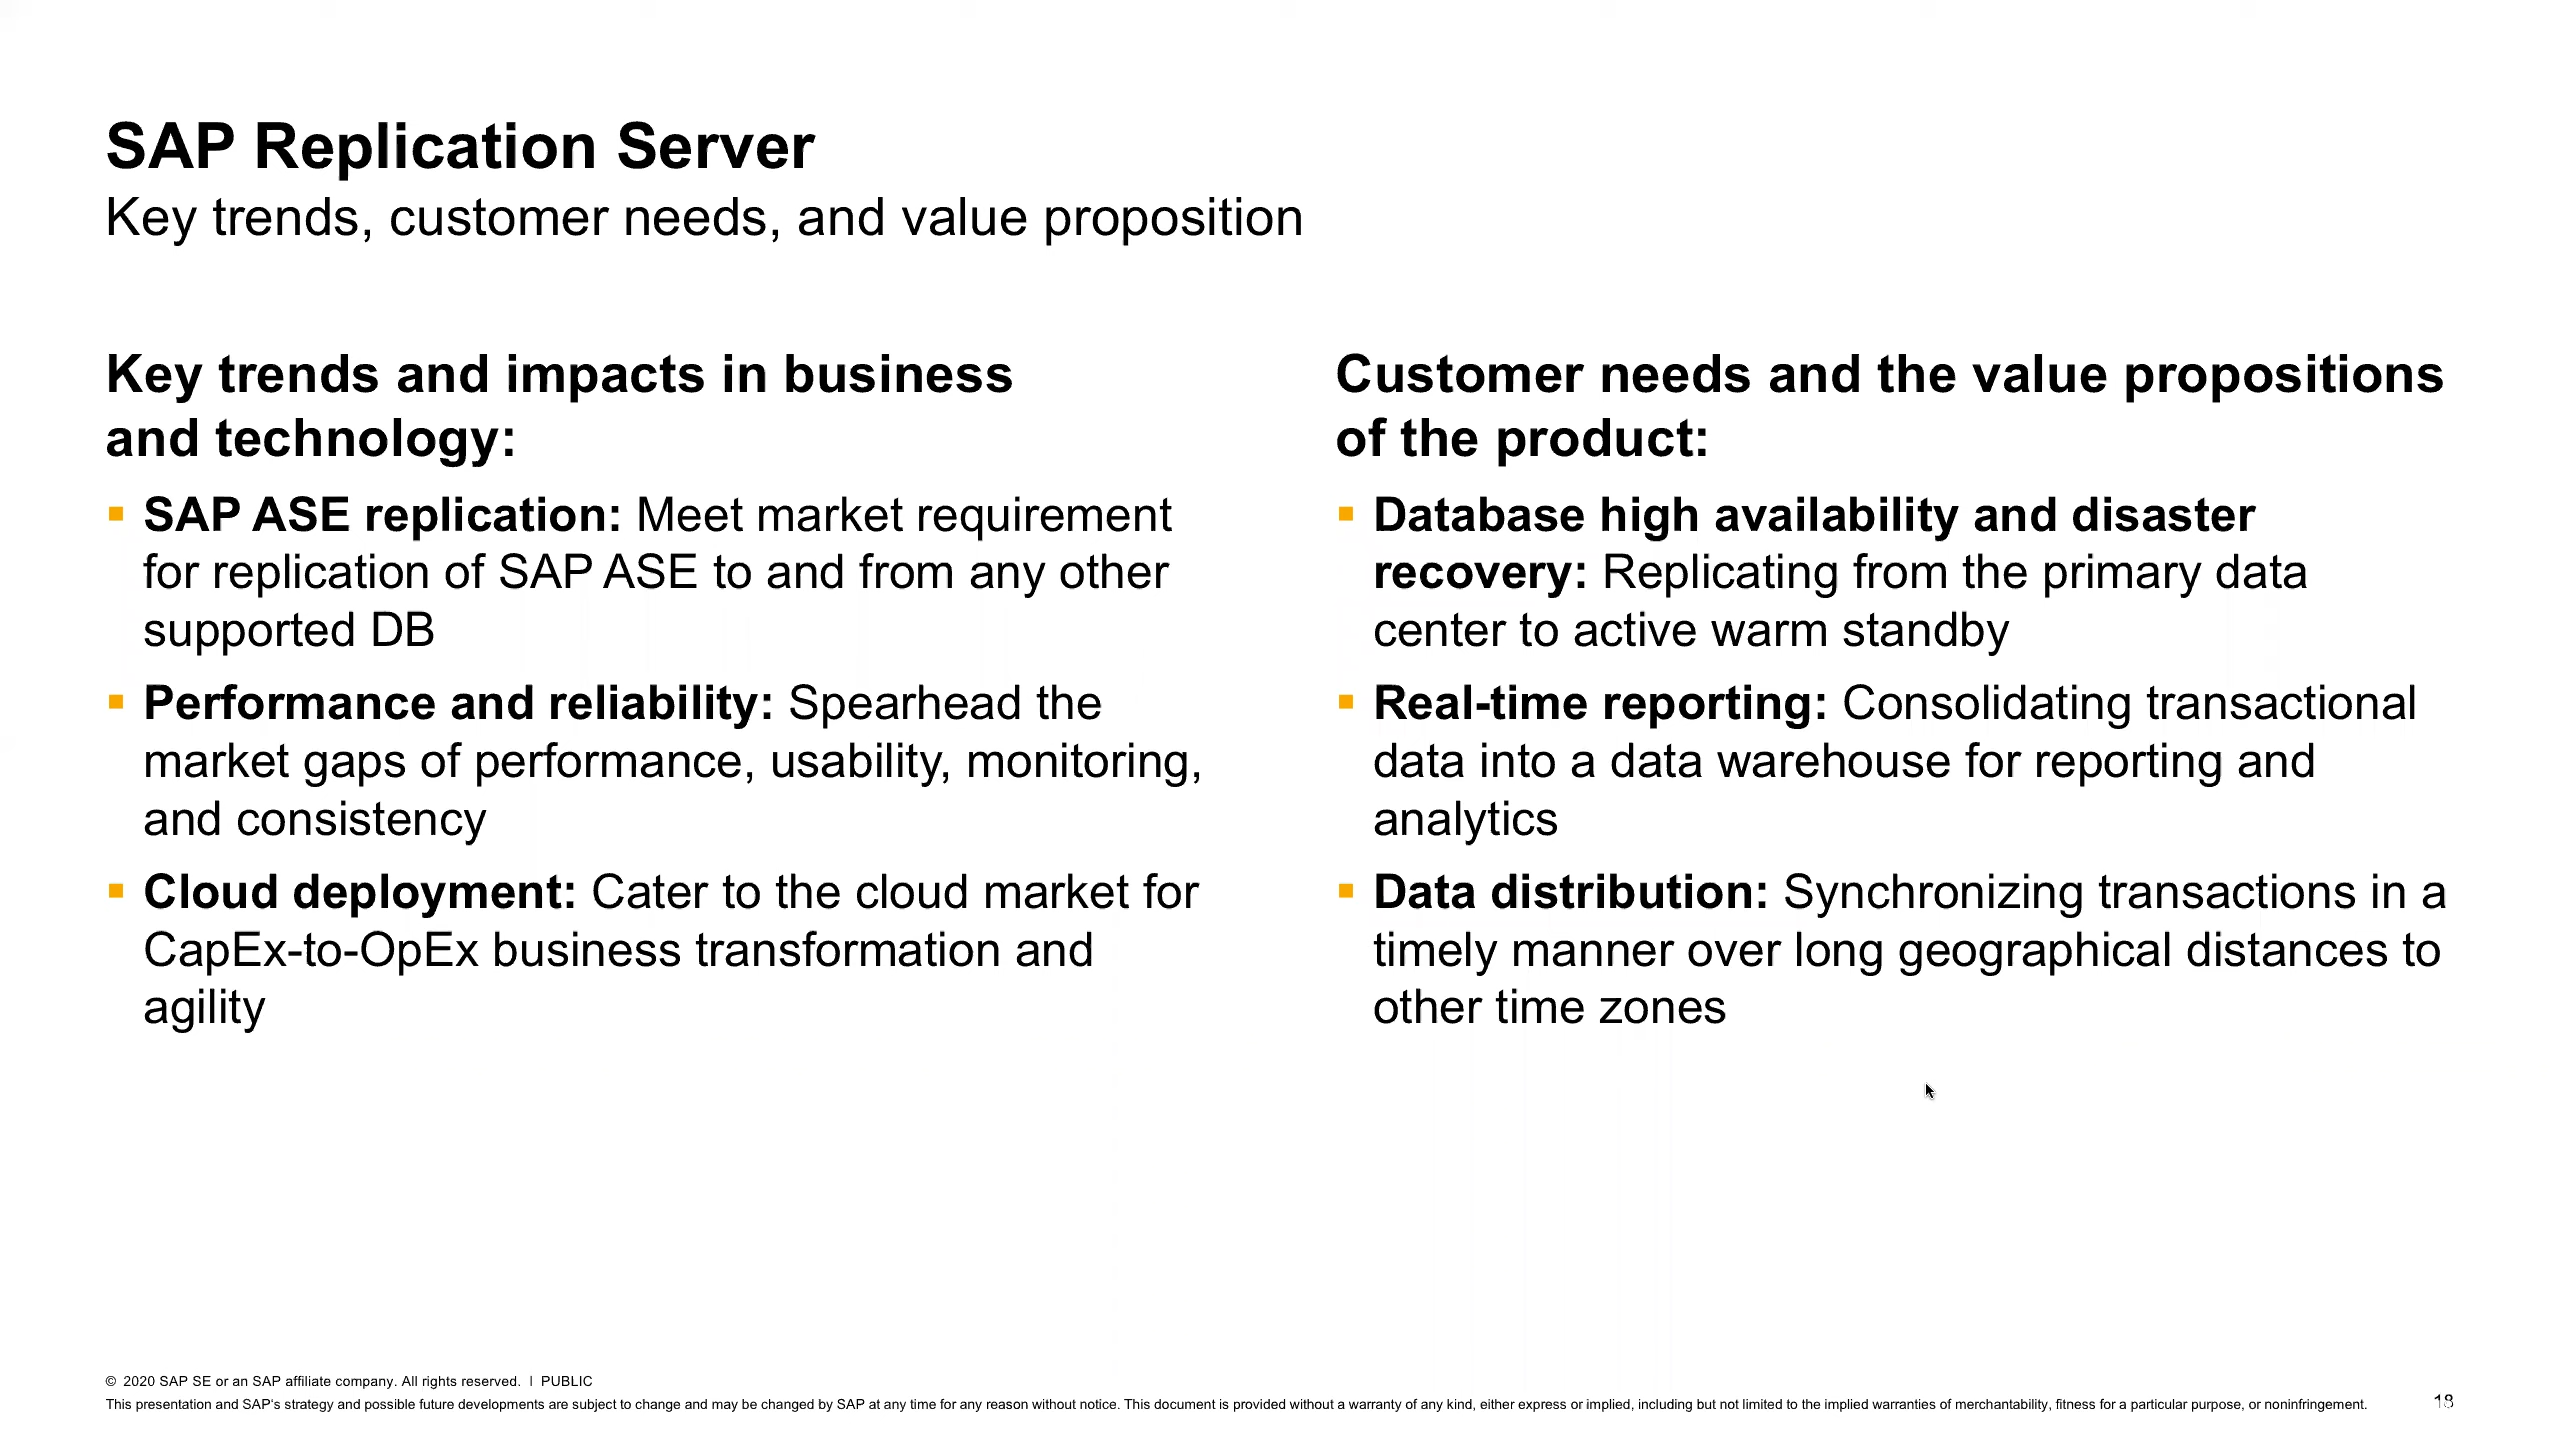 SAP Replication Server
Key trends, customer needs, and value proposition
Key trends and impacts in business
and technology:
▪ SAP ASE replication: Meet market requirement
for replication of SAP ASE to and from any other
supported DB
▪ Performance and reliability: Spearhead the
market gaps of performance, usability, monitoring,
and consistency
▪ Cloud deployment: Cater to the cloud market for
CapEx-to-OpEx business transformation and
agility
Customer needs and the value propositions
of the product:
▪ Database high availability and disaster
recovery: Replicating from the primary data
center to active warm standby
▪ Real-time reporting: Consolidating transactional
data into a data warehouse for reporting and
analytics
▪ Data distribution: Synchronizing transactions in a
timely manner over long geographical distances to
other time zones
© 2020 SAP SE or an SAP affiliate company. All rights reserved. ǀ PUBLIC
This presentation and SAP's strategy and possible future developments are subject to change and may be changed by SAP at any time for any reason without notice. This document is provided without a warranty of any kind, either express or implied, including but not limited to the implied warranties of merchantability, fitness for a particular purpose, or noninfringement.
18